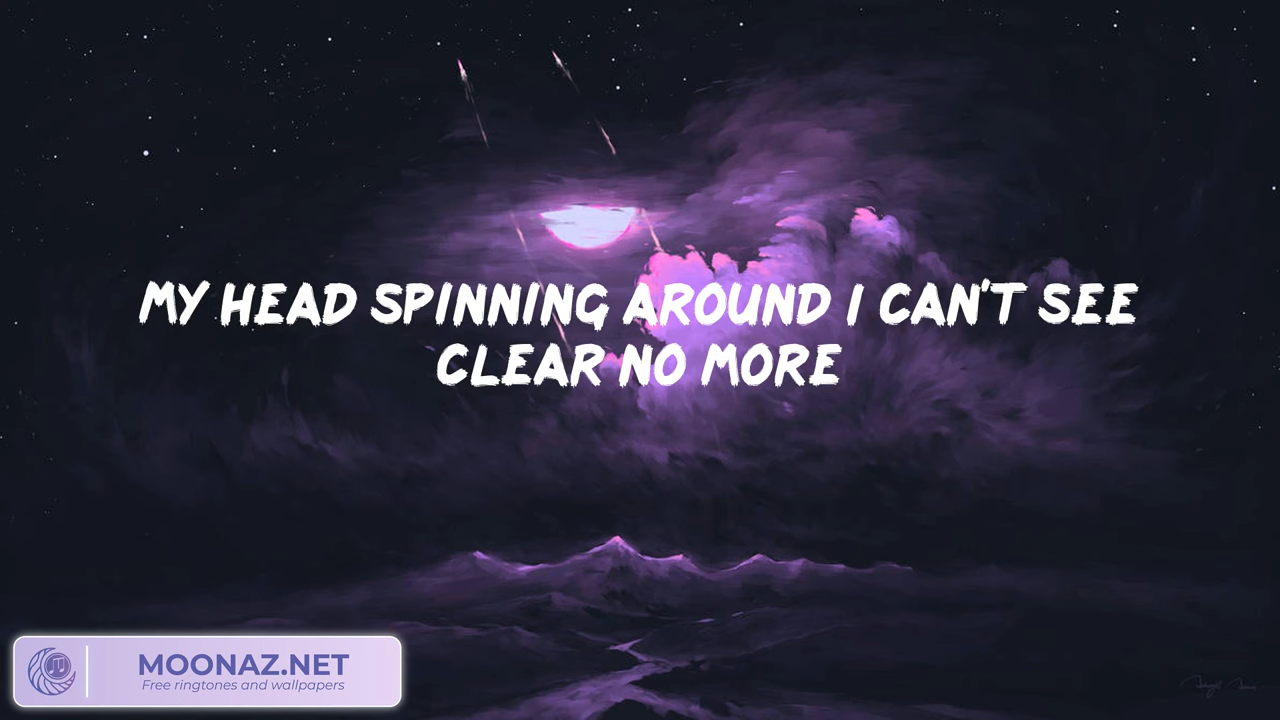 MY HEAD SPINNING AROUND I CAN'T SEE
CLEAR NO MORE
MOONAZ.NET
Free ringtones and wallpapers